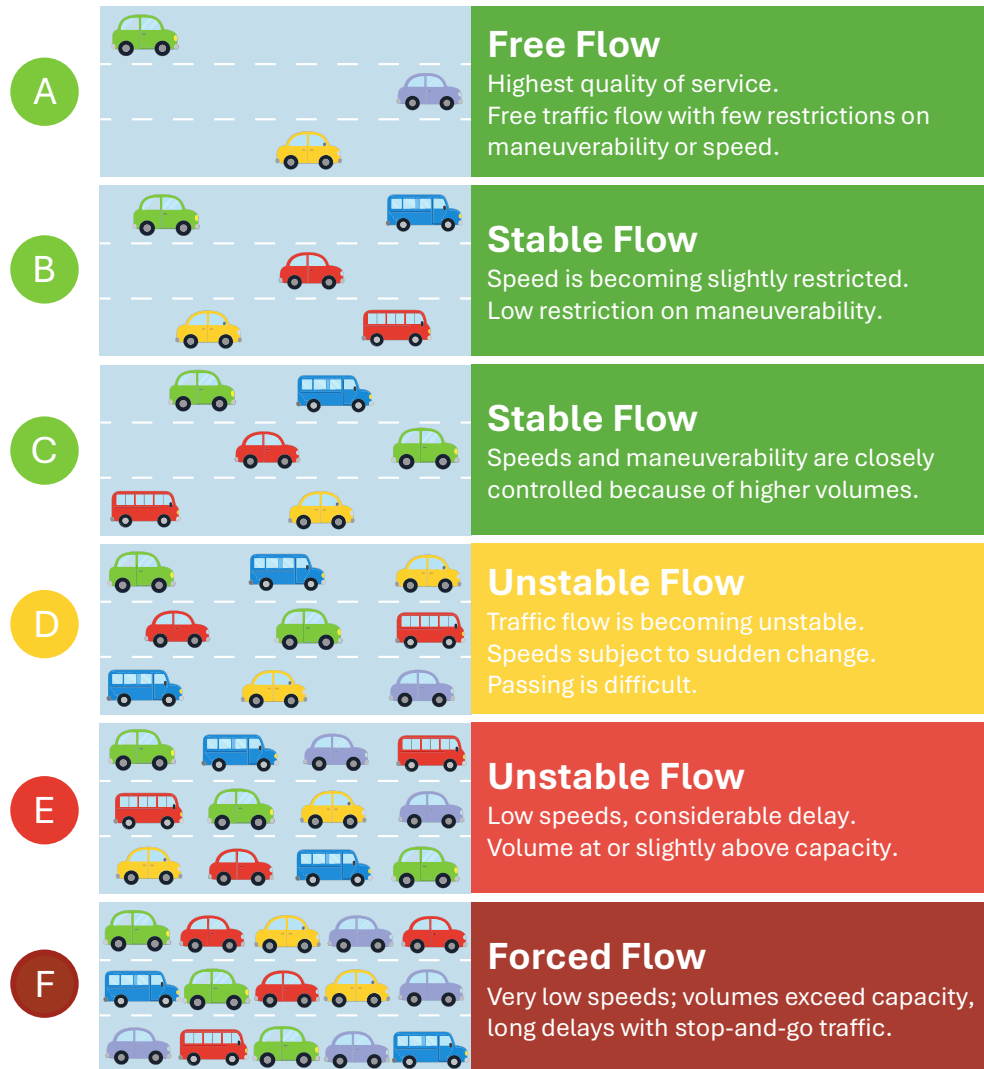 A
Free Flow
Highest quality of service.
Free traffic flow with few restrictions on
maneuverability or speed.
B
Stable Flow
Speed is becoming slightly restricted.
Low restriction on maneuverability.
C
Stable Flow
Speeds and maneuverability are closely
controlled because of higher volumes.
D
Unstable Flow
Traffic flow is becoming unstable.
Speeds subject to sudden change.
Passing is difficult.
E
Unstable Flow
Low speeds, considerable delay.
Volume at or slightly above capacity.
F
Forced Flow
Very low speeds; volumes exceed capacity,
long delays with stop-and-go traffic.